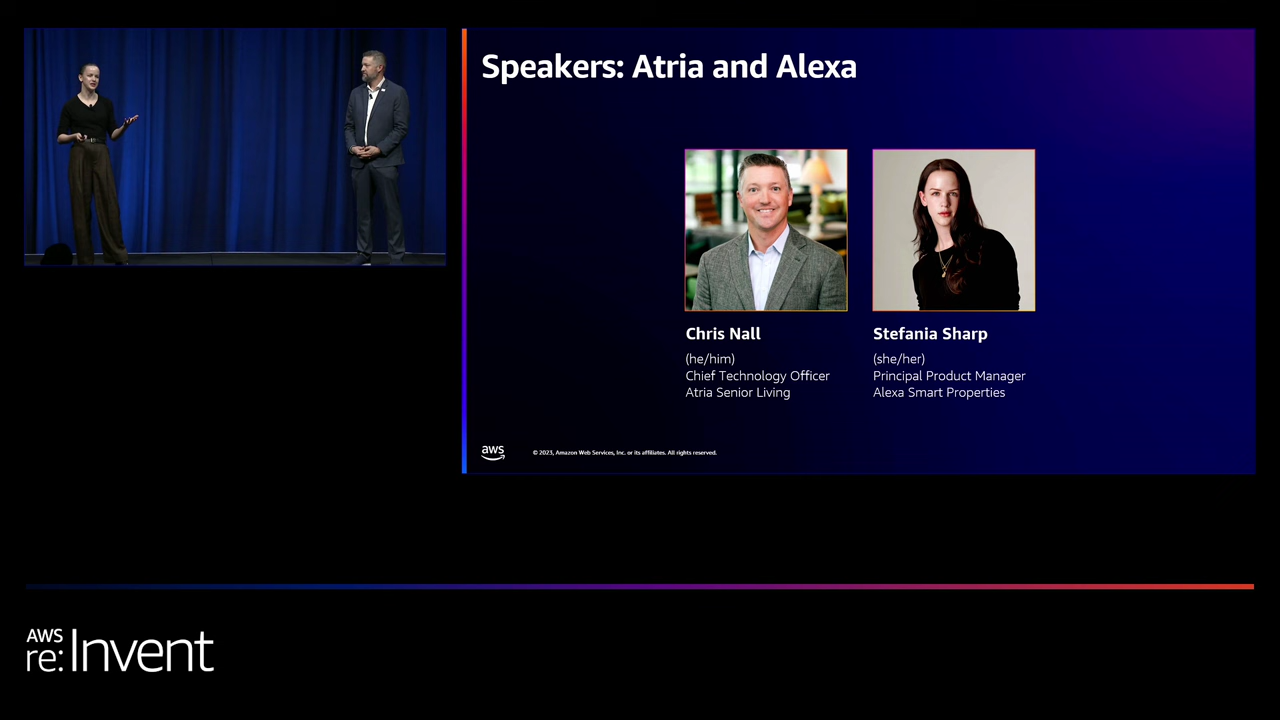 Speakers: Atria and Alexa
Chris Nall
(he/him)
Chief Technology Officer
Atria Senior Living
Stefania Sharp
(she/her)
Principal Product Manager
Alexa Smart Properties
aws
© 2023, Amazon Web Services, Inc. or its affiliates. All rights reserved.
AWS
re:Invent